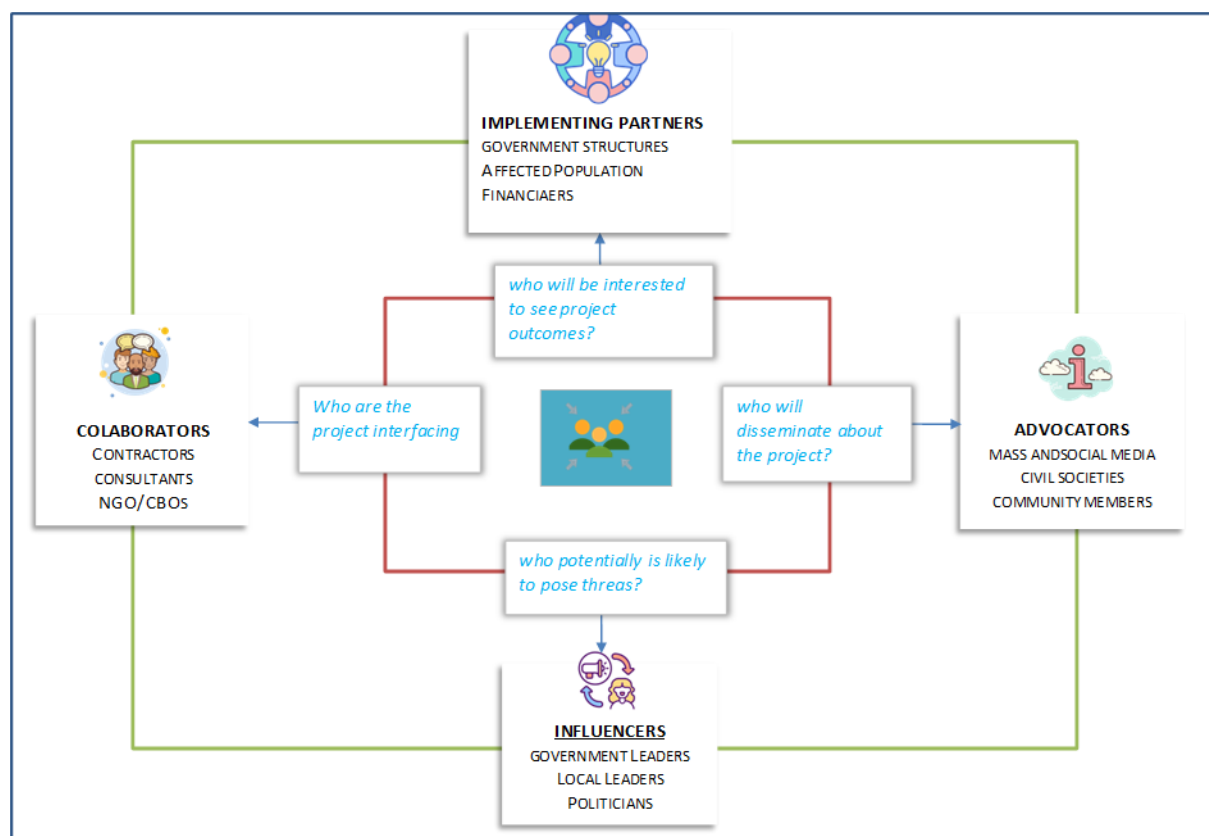 IMPLEMENTING PARTNERS
GOVERNMENT STRUCTURES
AFFECTED POPULATION
FINANCIAERS
who will be interested
to see project
outcomes?
COLABORATORS
CONTRACTORS
CONSULTANTS
NGO/CBOS
Who are the
project interfacing
who will
disseminate about
the project?
ADVOCATORS
MASS ANDSOCIAL MEDIA
CIVIL SOCIETIES
COMMUNITY MEMBERS
who potentially is likely
to pose threas?
INFLUENCERS
GOVERNMENT LEADERS
LOCAL LEADERS
POLITICIANS